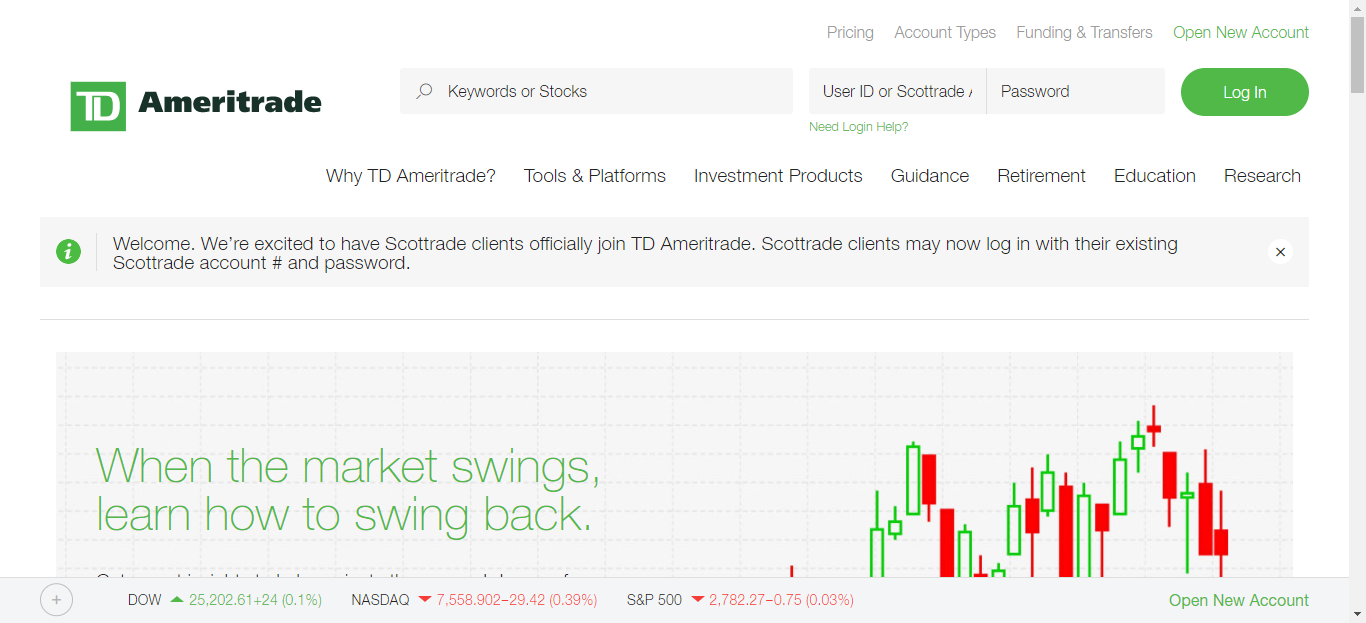 Pricing Account Types Funding & Transfers Open New Account
TD Ameritrade
Keywords or Stocks
User ID or Scottrade
Password
Log In
Need Login Help?
Why TD Ameritrade? Tools & Platforms Investment Products Guidance Retirement Education Research
Welcome. We’re excited to have Scottrade clients officially join TD Ameritrade. Scottrade clients may now log in with their existing
Scottrade account # and password.
When the market swings,
learn how to swing back.
DOW 25,202.61+24 (0.1%) NASDAQ 7,558.902−29.42 (0.39%) S&P 500 2,782.27−0.75 (0.03%) Open New Account